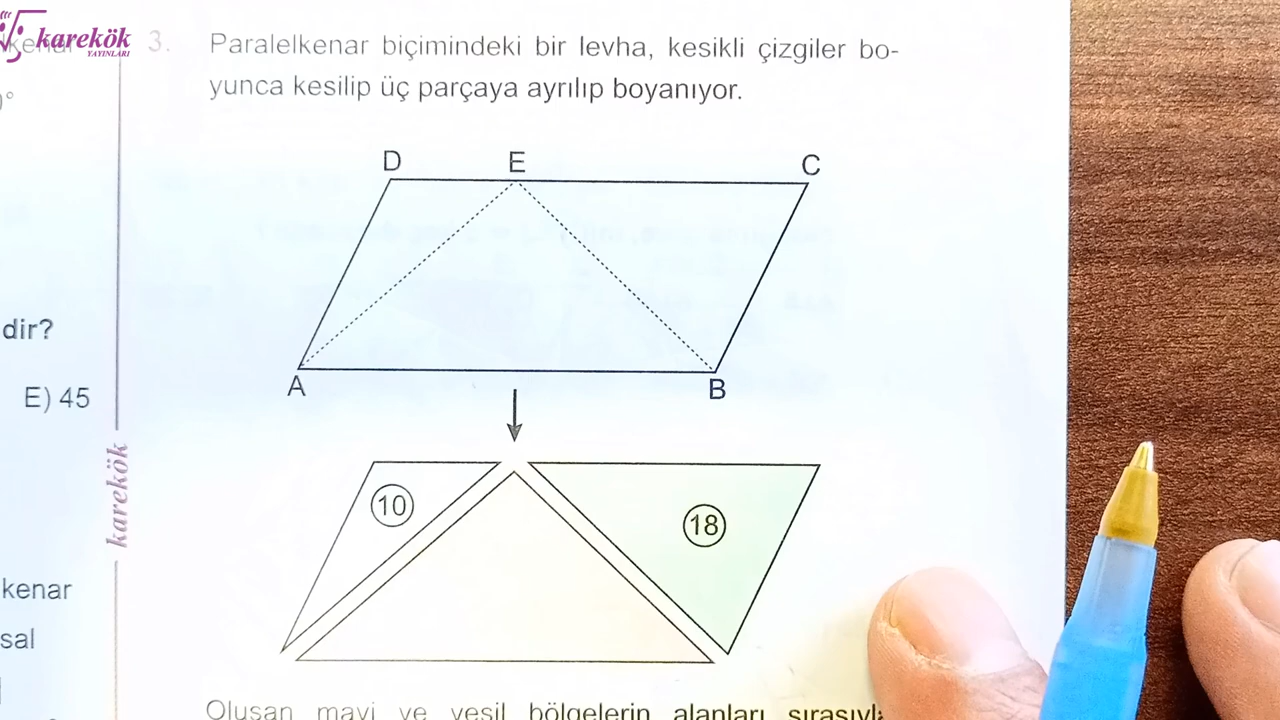 karekök
YAYINLARI
3. Paralelkenar biçimindeki bir levha, kesikli çizgiler bo-
yunca kesilip üç parçaya ayrılıp boyanıyor.
D E C
A B
10 18
dir?
E) 45
karekök
kenar
sal
Oluşan mavi ve yeşil bölgelerin alanları sırasıyla